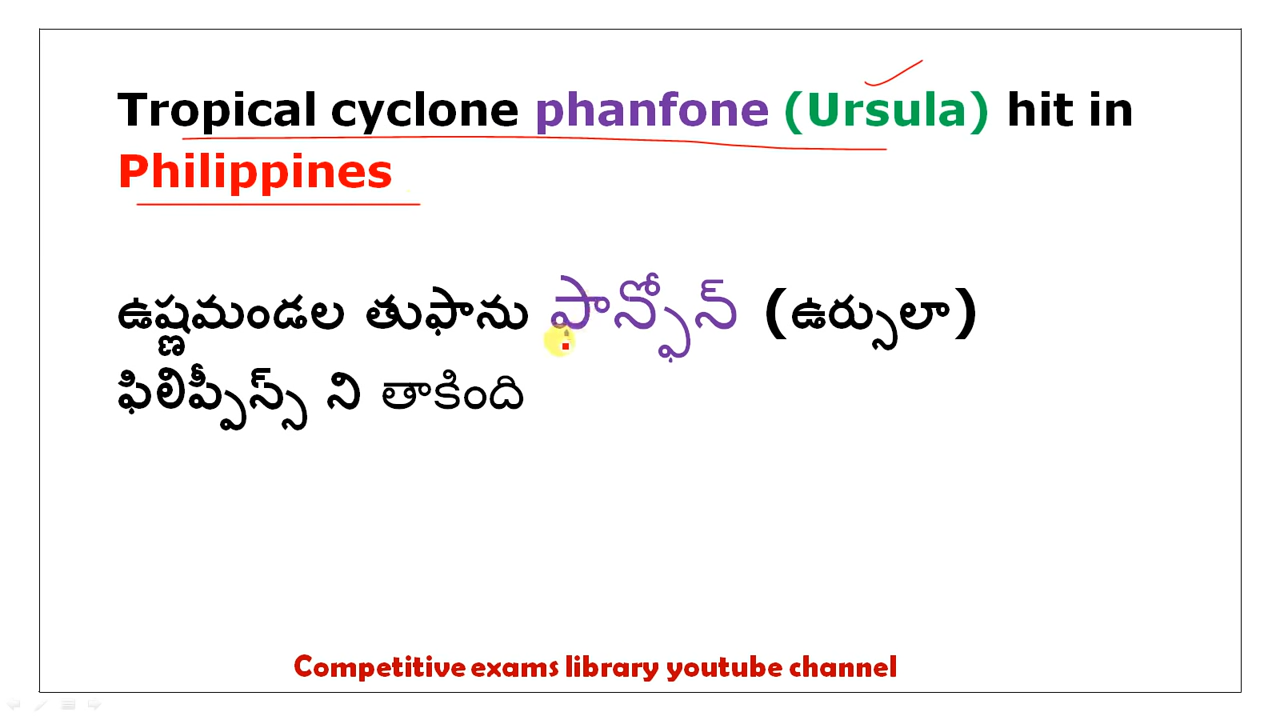 Tropical cyclone phanfone (Ursula) hit in
Philippines
ఉష్ణమండల తుఫాను ఫాన్ఫోన్ (ఉర్సులా)
ఫిలిప్పీన్స్ ని తాకింది
Competitive exams library youtube channel